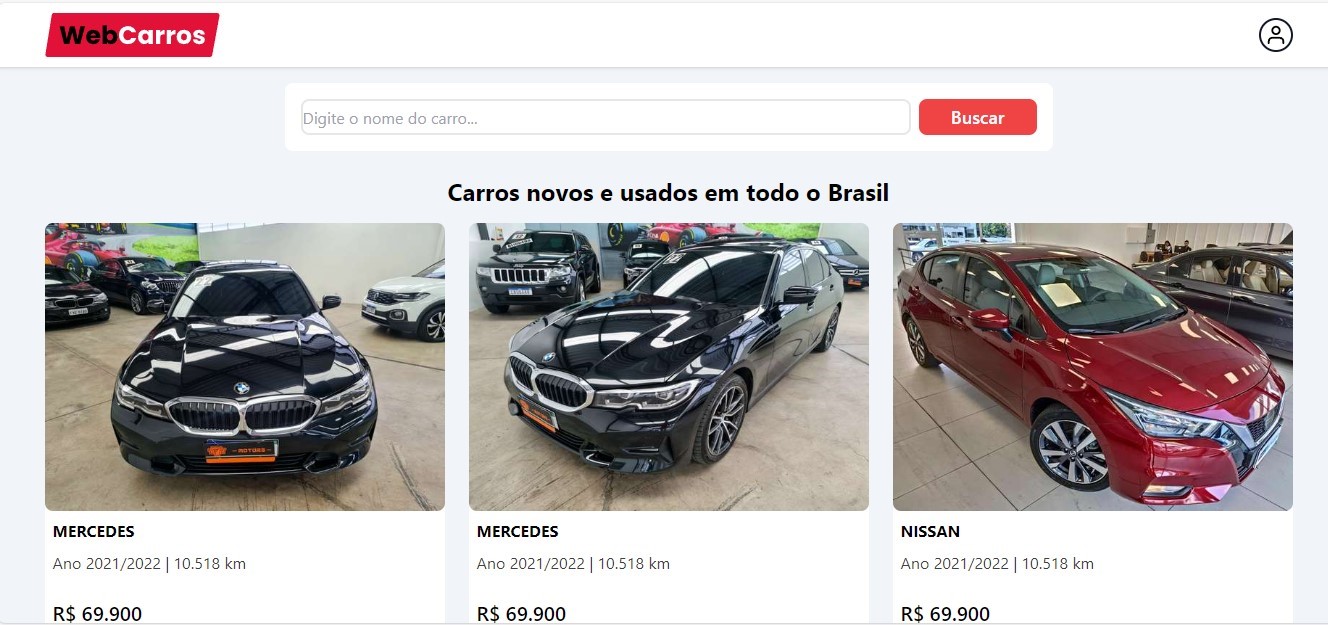 WebCarros
Digite o nome do carro...
Buscar
Carros novos e usados em todo o Brasil
MERCEDES
Ano 2021/2022 | 10.518 km
R$ 69.900
MERCEDES
Ano 2021/2022 | 10.518 km
R$ 69.900
NISSAN
Ano 2021/2022 | 10.518 km
R$ 69.900